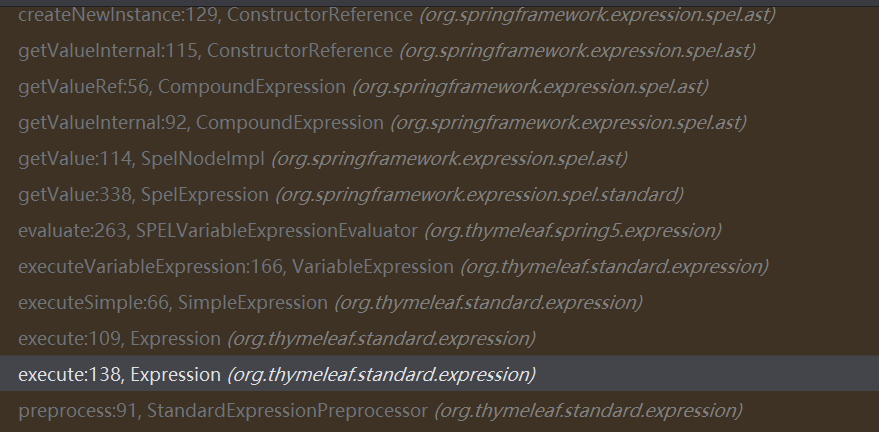 createNewInstance:129, ConstructorReference (org.springframework.expression.spel.ast)
getValueInternal:115, ConstructorReference (org.springframework.expression.spel.ast)
getValueRef:56, CompoundExpression (org.springframework.expression.spel.ast)
getValueInternal:92, CompoundExpression (org.springframework.expression.spel.ast)
getValue:114, SpelNodeImpl (org.springframework.expression.spel.ast)
getValue:338, SpelExpression (org.springframework.expression.spel.standard)
evaluate:263, SPELVariableExpressionEvaluator (org.thymeleaf.spring5.expression)
executeVariableExpression:166, VariableExpression (org.thymeleaf.standard.expression)
executeSimple:66, SimpleExpression (org.thymeleaf.standard.expression)
execute:109, Expression (org.thymeleaf.standard.expression)
execute:138, Expression (org.thymeleaf.standard.expression)
preprocess:91, StandardExpressionPreprocessor (org.thymeleaf.standard.expression)